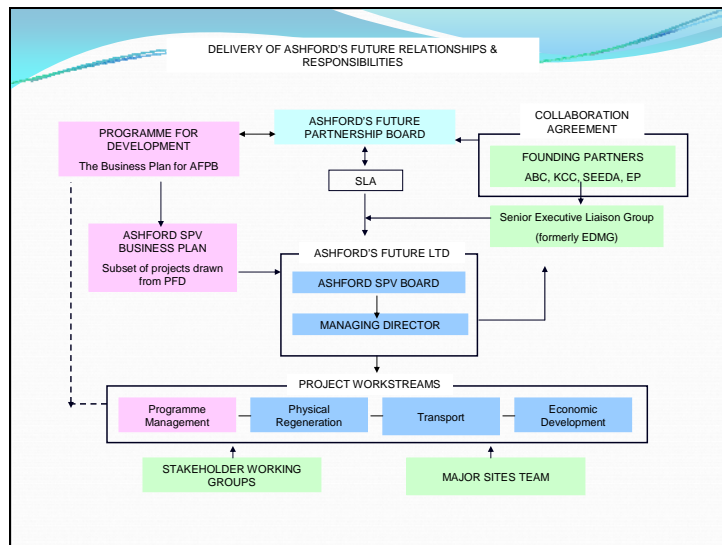 DELIVERY OF ASHFORD'S FUTURE RELATIONSHIPS &
RESPONSIBILITIES
PROGRAMME FOR
DEVELOPMENT
The Business Plan for AFPB
ASHFORD'S FUTURE
PARTNERSHIP BOARD
COLLABORATION
AGREEMENT
FOUNDING PARTNERS
ABC, KCC, SEEDA, EP
SLA
ASHFORD SPV
BUSINESS PLAN
Subset of projects drawn
from PFD
Senior Executive Liaison Group
(formerly EDMG)
ASHFORD'S FUTURE LTD
ASHFORD SPV BOARD
MANAGING DIRECTOR
PROJECT WORKSTREAMS
Programme
Management
Physical
Regeneration
Transport
Economic
Development
STAKEHOLDER WORKING
GROUPS
MAJOR SITES TEAM